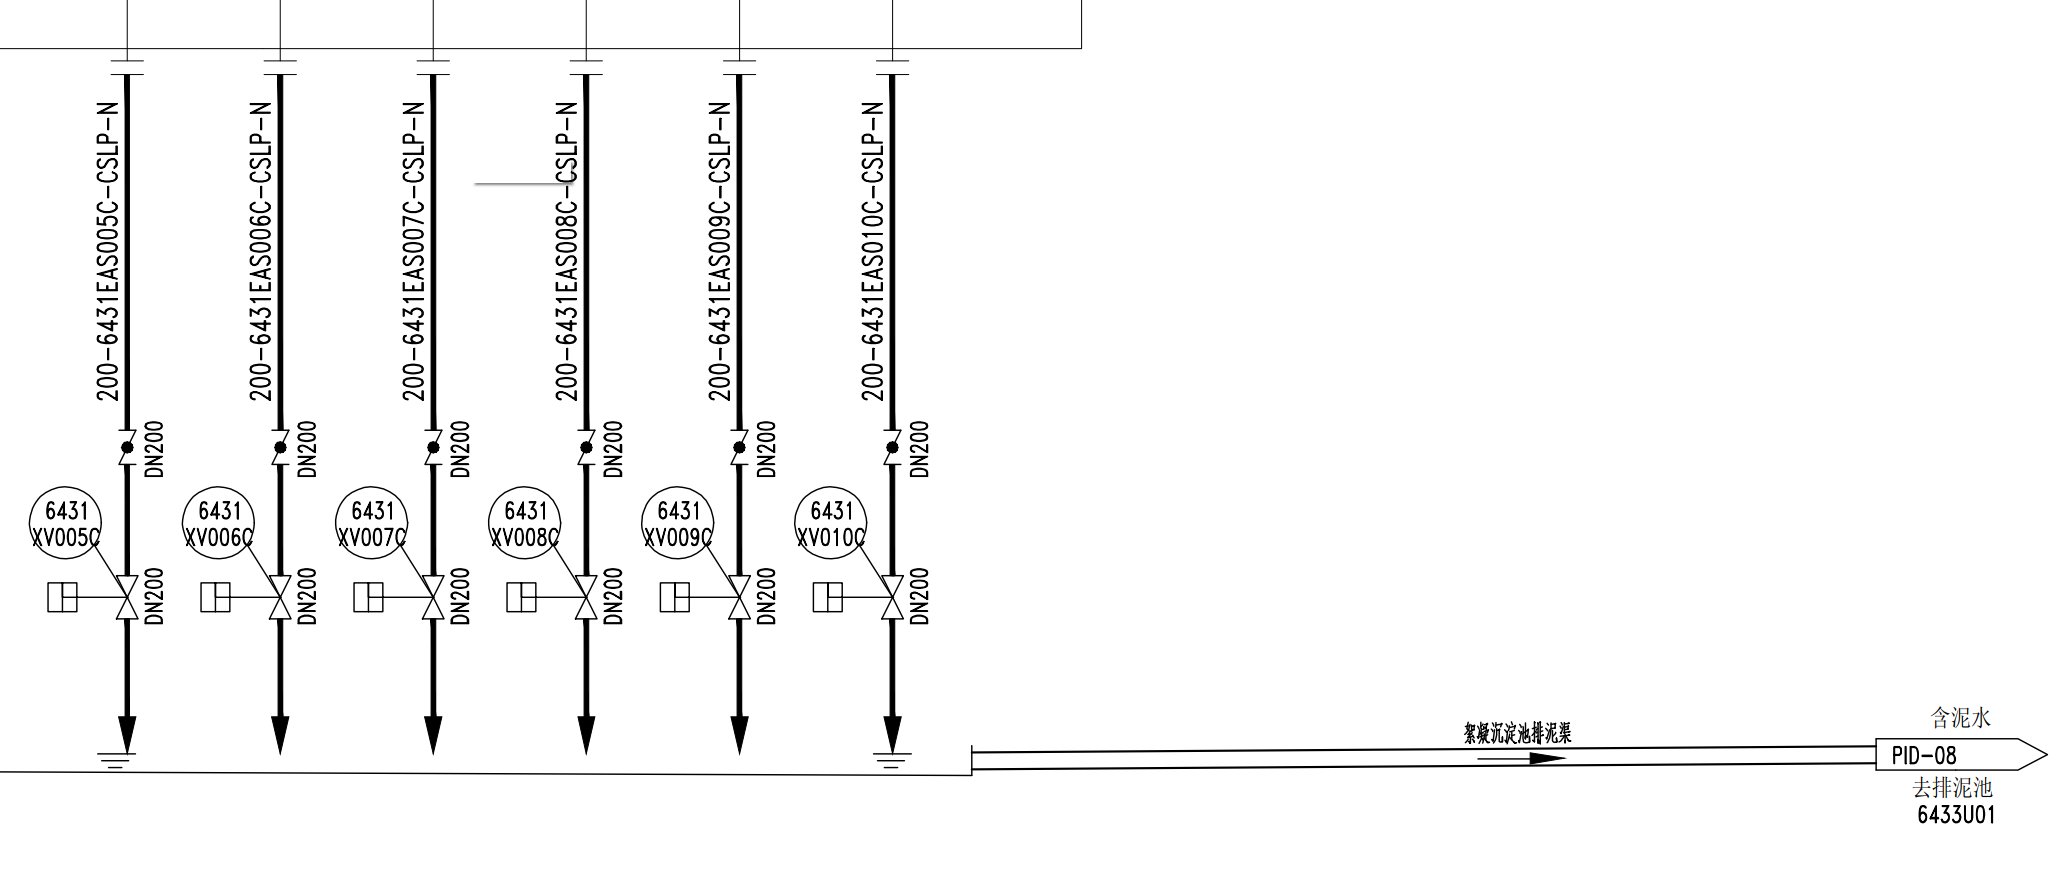 200-6431EAS005C-CSLP-N
200-6431EAS006C-CSLP-N
200-6431EAS007C-CSLP-N
200-6431EAS008C-CSLP-N
200-6431EAS009C-CSLP-N
200-6431EAS010C-CSLP-N
DN200
DN200
DN200
DN200
DN200
DN200
6431
XV005C
6431
XV006C
6431
XV007C
6431
XV008C
6431
XV009C
6431
XV010C
DN200
DN200
DN200
DN200
DN200
DN200
絮凝沉淀池排泥渠
含泥水
PID-08
去排泥池
6433U01